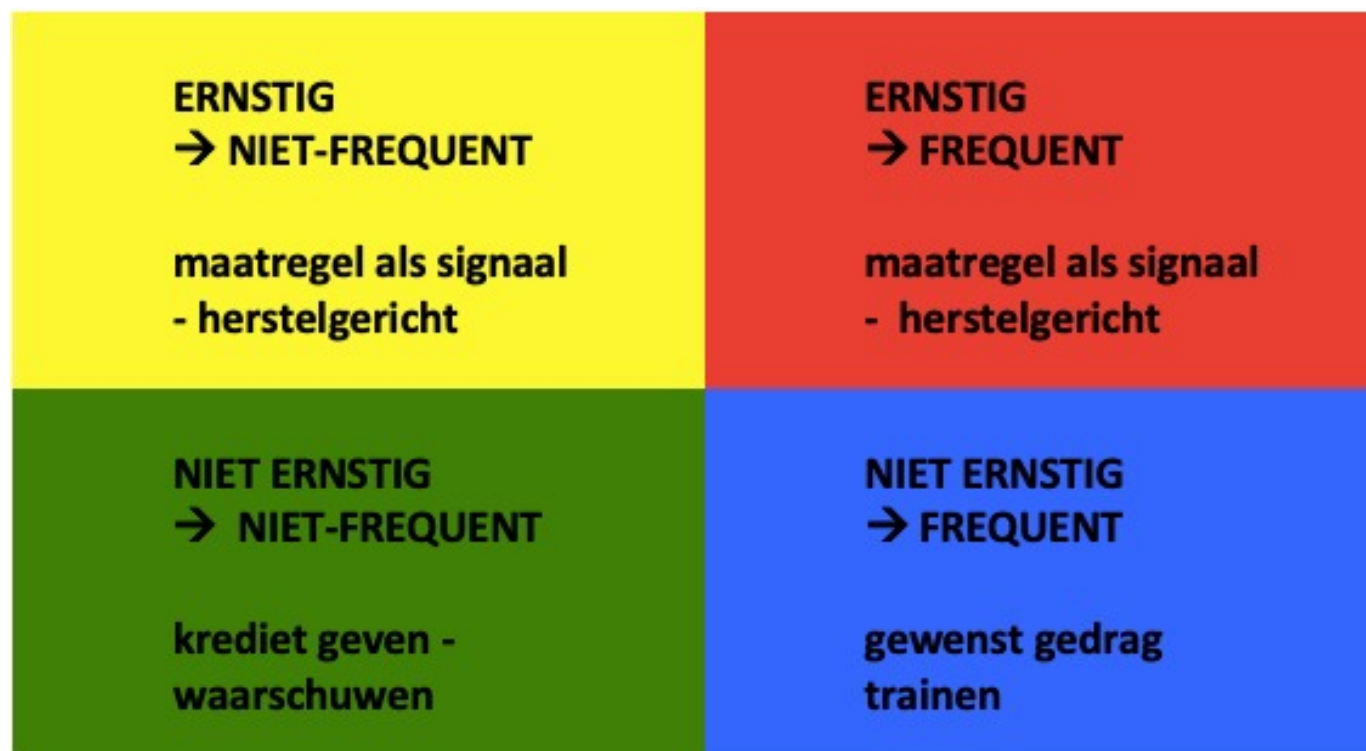 ERNSTIG
→ NIET-FREQUENT
maatregel als signaal
- herstelgericht
ERNSTIG
→ FREQUENT
maatregel als signaal
-  herstelgericht
NIET ERNSTIG
→  NIET-FREQUENT
krediet geven -
waarschuwen
NIET ERNSTIG
→ FREQUENT
gewenst gedrag
trainen